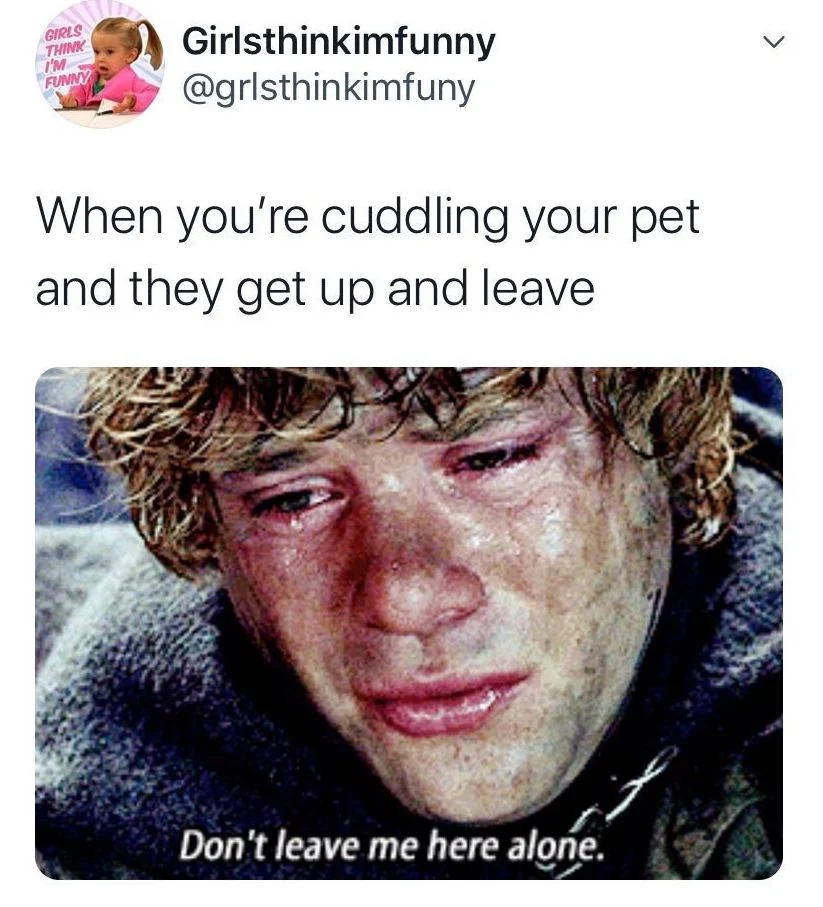 GIRLS
THINK
I'M
FUNNY
Girlsthinkimfunny
@grlsthinkimfuny
When you're cuddling your pet
and they get up and leave
Don't leave me here alone.